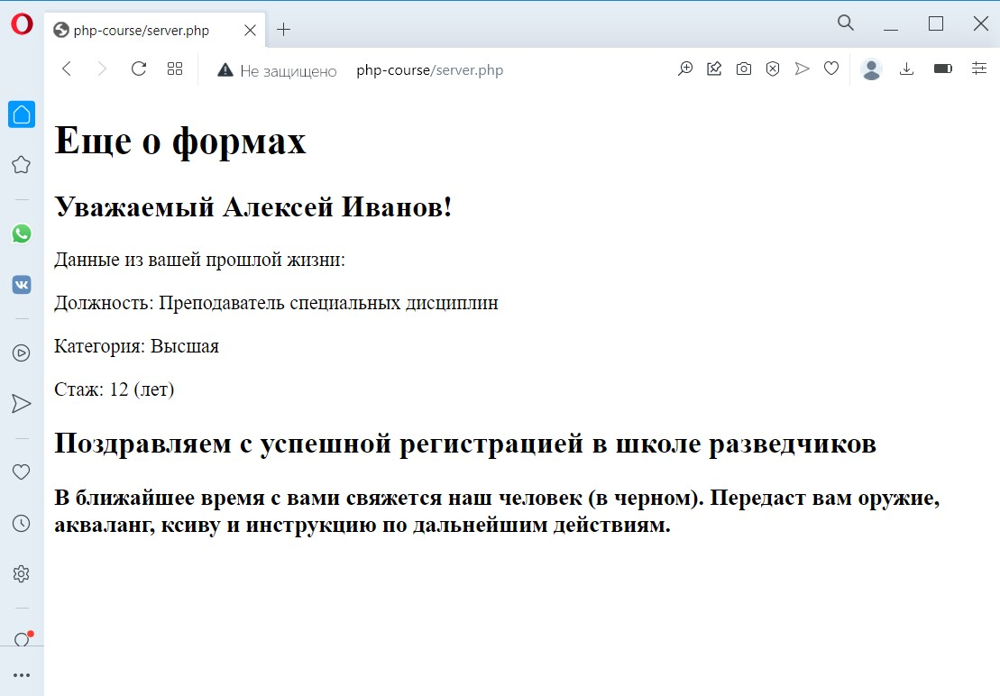 php-course/server.php
Не защищено php-course/server.php
Еще о формах
Уважаемый Алексей Иванов!
Данные из вашей прошлой жизни:
Должность: Преподаватель специальных дисциплин
Категория: Высшая
Стаж: 12 (лет)
Поздравляем с успешной регистрацией в школе разведчиков
В ближайшее время с вами свяжется наш человек (в черном). Передаст вам оружие,
акваланг, ксиву и инструкцию по дальнейшим действиям.